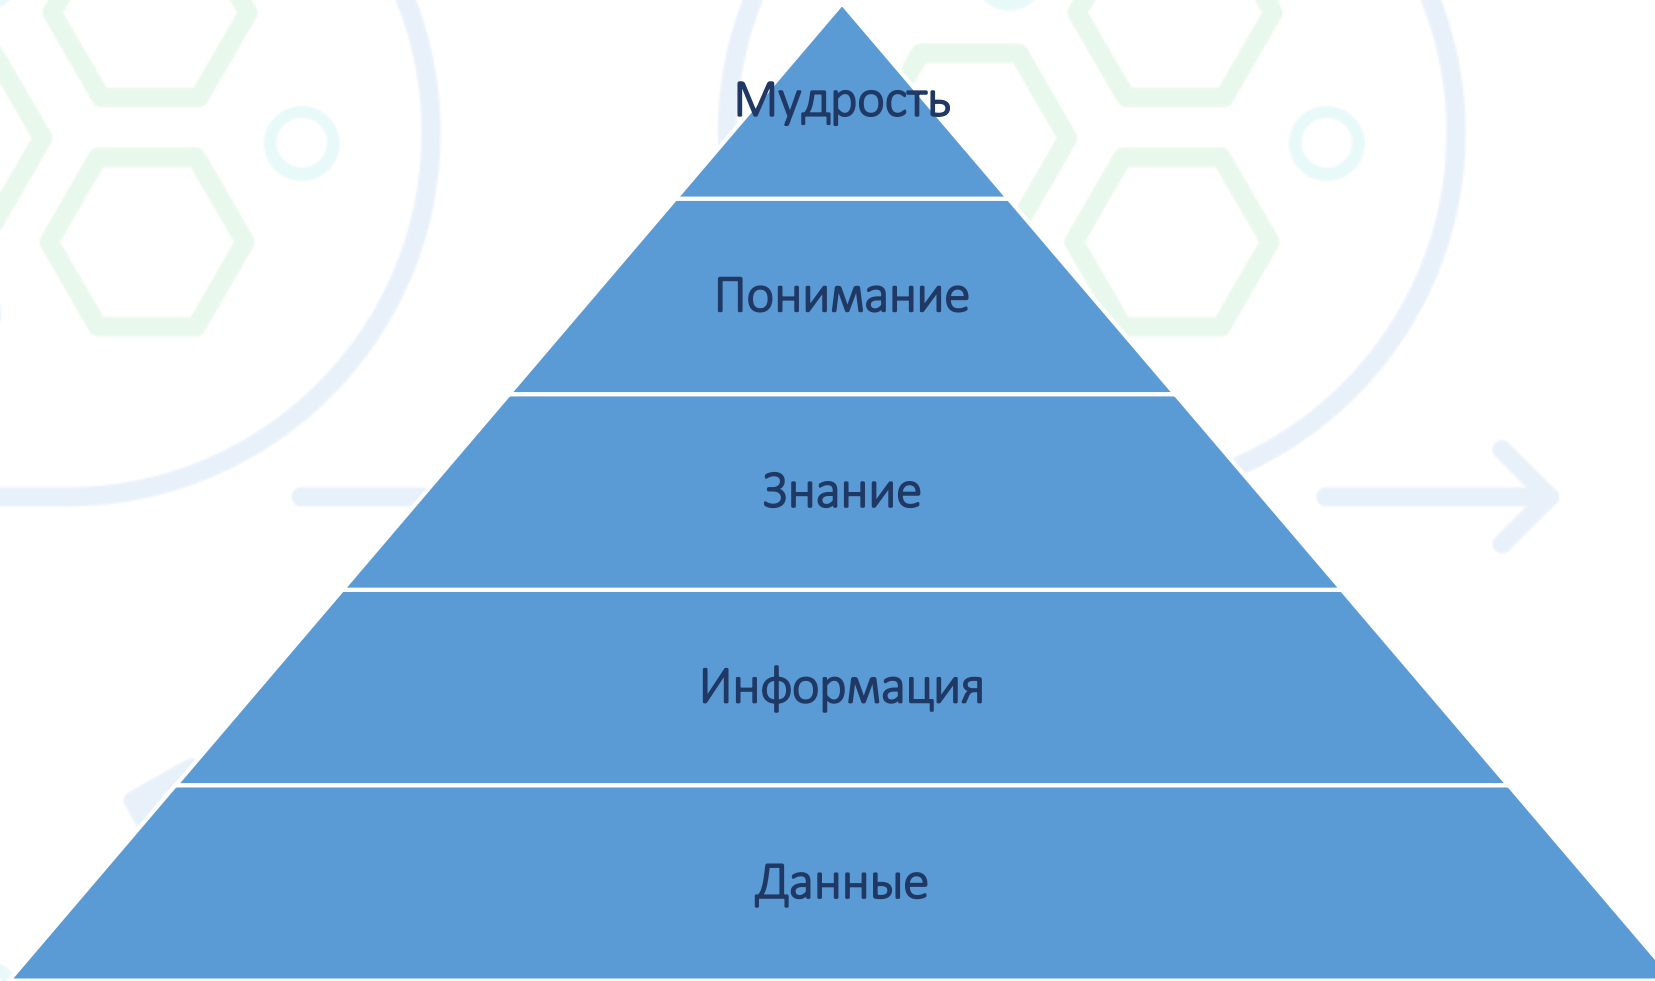 Мудрость
Понимание
Знание
Информация
Данные